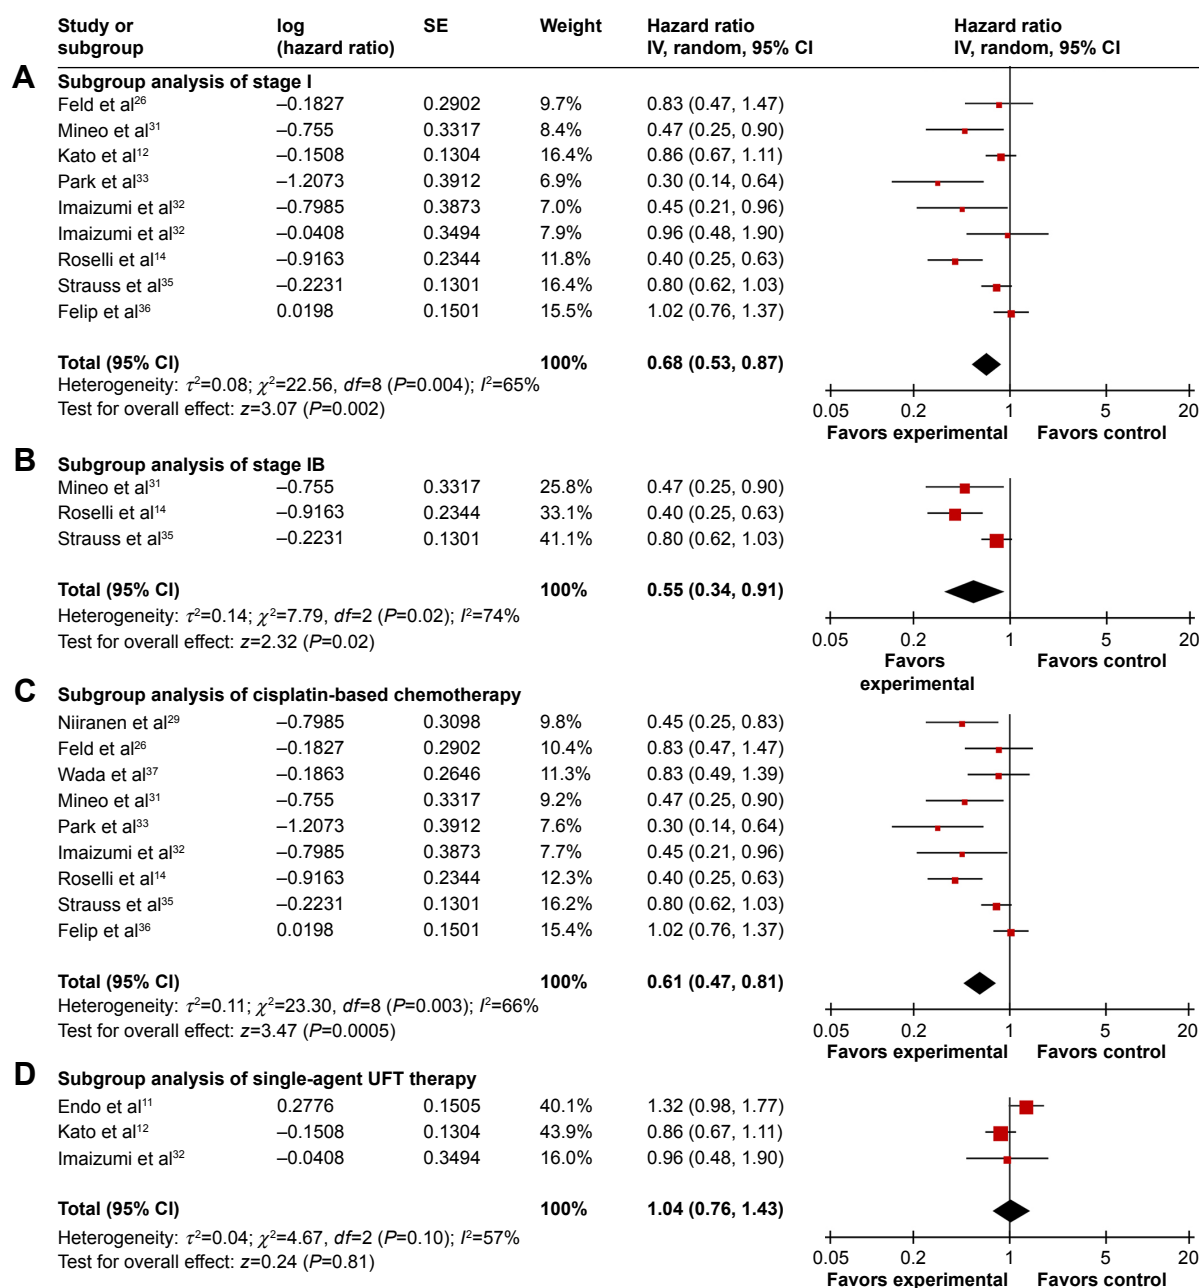 Study or subgroup log (hazard ratio) SE Weight Hazard ratio IV, random, 95% CI Hazard ratio IV, random, 95% CI
A Subgroup analysis of stage I
Feld et al26 –0.1827 0.2902 9.7% 0.83 (0.47, 1.47)
Mineo et al31 –0.755 0.3317 8.4% 0.47 (0.25, 0.90)
Kato et al12 –0.1508 0.1304 16.4% 0.86 (0.67, 1.11)
Park et al33 –1.2073 0.3912 6.9% 0.30 (0.14, 0.64)
Imaizumi et al32 –0.7985 0.3873 7.0% 0.45 (0.21, 0.96)
Imaizumi et al32 –0.0408 0.3494 7.9% 0.96 (0.48, 1.90)
Roselli et al14 –0.9163 0.2344 11.8% 0.40 (0.25, 0.63)
Strauss et al35 –0.2231 0.1301 16.4% 0.80 (0.62, 1.03)
Felip et al36 0.0198 0.1501 15.5% 1.02 (0.76, 1.37)
Total (95% CI) 100% 0.68 (0.53, 0.87)
Heterogeneity: τ²=0.08; χ²=22.56, df=8 (P=0.004); I²=65%
Test for overall effect: z=3.07 (P=0.002)
0.05 0.2 1 5 20
Favors experimental Favors control
B Subgroup analysis of stage IB
Mineo et al31 –0.755 0.3317 25.8% 0.47 (0.25, 0.90)
Roselli et al14 –0.9163 0.2344 33.1% 0.40 (0.25, 0.63)
Strauss et al35 –0.2231 0.1301 41.1% 0.80 (0.62, 1.03)
Total (95% CI) 100% 0.55 (0.34, 0.91)
Heterogeneity: τ²=0.14; χ²=7.79, df=2 (P=0.02); I²=74%
Test for overall effect: z=2.32 (P=0.02)
0.05 0.2 1 5 20
Favors experimental Favors control
C Subgroup analysis of cisplatin-based chemotherapy
Niiranen et al29 –0.7985 0.3098 9.8% 0.45 (0.25, 0.83)
Feld et al26 –0.1827 0.2902 10.4% 0.83 (0.47, 1.47)
Wada et al37 –0.1863 0.2646 11.3% 0.83 (0.49, 1.39)
Mineo et al31 –0.755 0.3317 9.2% 0.47 (0.25, 0.90)
Park et al33 –1.2073 0.3912 7.6% 0.30 (0.14, 0.64)
Imaizumi et al32 –0.7985 0.3873 7.7% 0.45 (0.21, 0.96)
Roselli et al14 –0.9163 0.2344 12.3% 0.40 (0.25, 0.63)
Strauss et al35 –0.2231 0.1301 16.2% 0.80 (0.62, 1.03)
Felip et al36 0.0198 0.1501 15.4% 1.02 (0.76, 1.37)
Total (95% CI) 100% 0.61 (0.47, 0.81)
Heterogeneity: τ²=0.11; χ²=23.30, df=8 (P=0.003); I²=66%
Test for overall effect: z=3.47 (P=0.0005)
0.05 0.2 1 5 20
Favors experimental Favors control
D Subgroup analysis of single-agent UFT therapy
Endo et al11 0.2776 0.1505 40.1% 1.32 (0.98, 1.77)
Kato et al12 –0.1508 0.1304 43.9% 0.86 (0.67, 1.11)
Imaizumi et al32 –0.0408 0.3494 16.0% 0.96 (0.48, 1.90)
Total (95% CI) 100% 1.04 (0.76, 1.43)
Heterogeneity: τ²=0.04; χ²=4.67, df=2 (P=0.10); I²=57%
Test for overall effect: z=0.24 (P=0.81)
0.05 0.2 1 5 20
Favors experimental Favors control